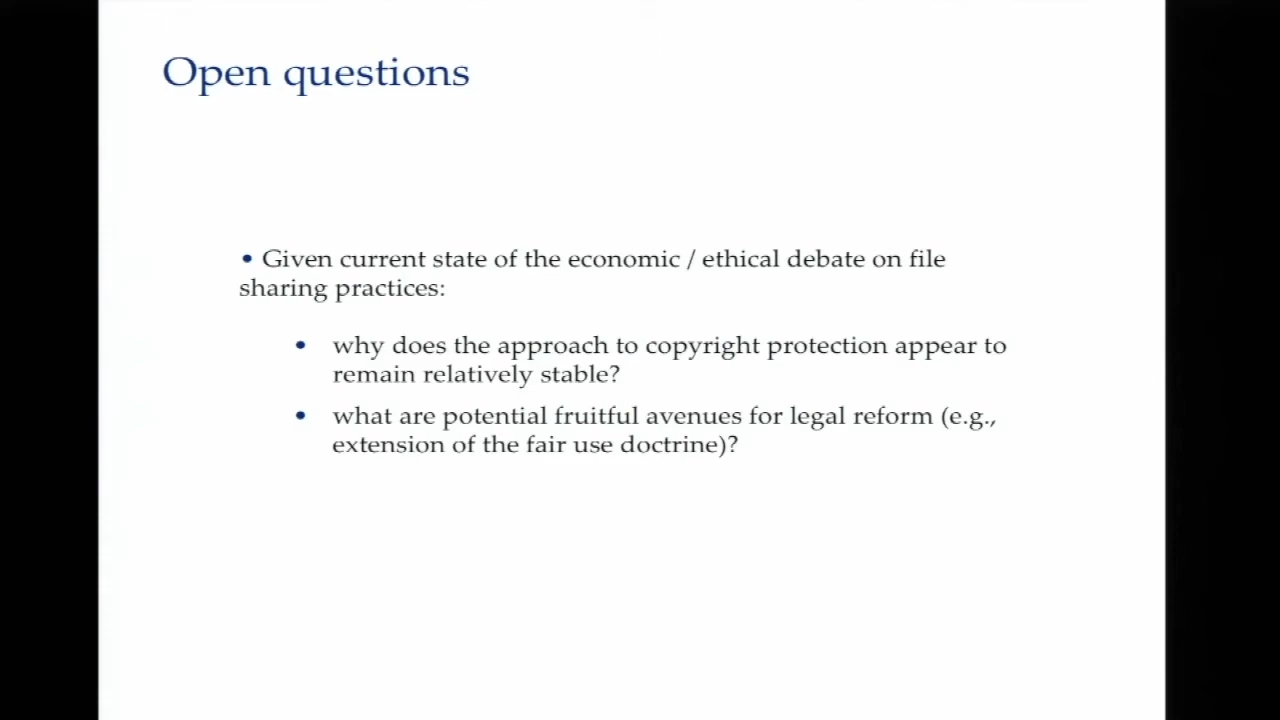 Open questions
• Given current state of the economic / ethical debate on file
sharing practices:
• why does the approach to copyright protection appear to
remain relatively stable?
• what are potential fruitful avenues for legal reform (e.g.,
extension of the fair use doctrine)?